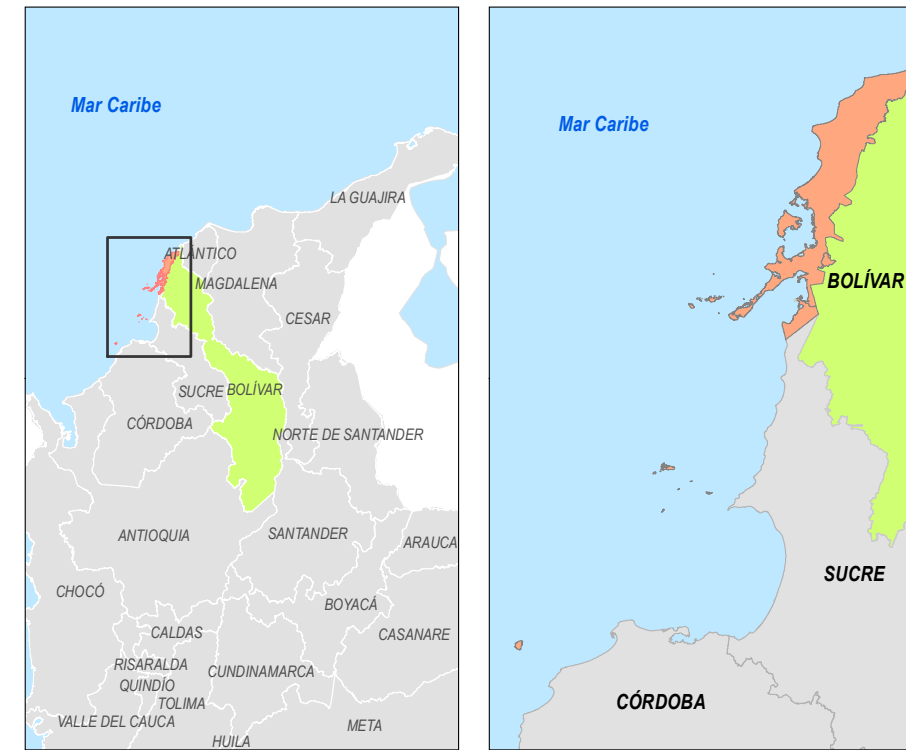 Mar Caribe
LA GUAJIRA
ATLÁNTICO
MAGDALENA
CESAR
SUCRE
BOLÍVAR
CÓRDOBA
NORTE DE SANTANDER
ANTIOQUIA
SANTANDER
ARAUCA
CHOCÓ
BOYACÁ
CALDAS
CASANARE
RISARALDA
CUNDINAMARCA
QUINDÍO
TOLIMA
VALLE DEL CAUCA
META
HUILA
Mar Caribe
BOLÍVAR
SUCRE
CÓRDOBA